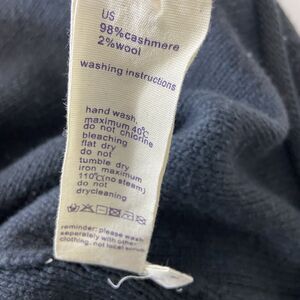 US
98%cashmere
2%wool
washing instructions
hand wash,
maximum 40℃
do not chlorine
bleaching
flat dry
do not
tumble dry
iron maximum
110℃(no steam)
do not
drycleaning
reminder: please wash
separately with other
clothing, not local scrub